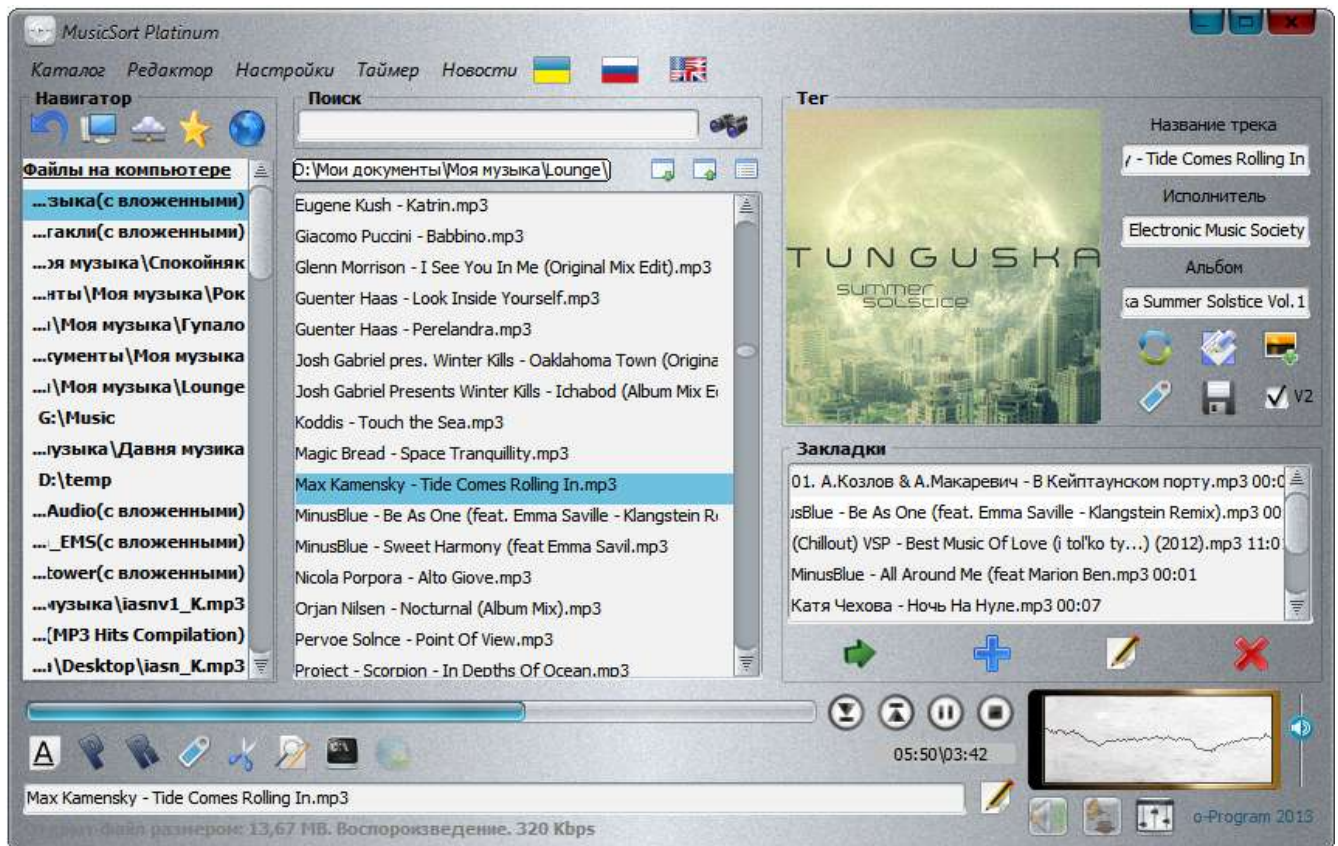 MusicSort Platinum
Каталог Редактор Настройки Таймер Новости
Навигатор
Файлы на компьютере
...зыка(с вложенными)
...такли(с вложенными)
...оя музыка\Спокойняк
...нты\Моя музыка\Рок
...ı\Моя музыка\Гупало
...сументы\Моя музыка
...ı\Моя музыка\Lounge
G:\Music
...музыка\Давня музика
D:\temp
...Audio(с вложенными)
..._EMS(с вложенными)
...tower(с вложенными)
...музыка\iasnv1_K.mp3
...(MP3 Hits Compilation)
...ı\Desktop\iasn_K.mp3
Поиск
D:\Мои документы\Моя музыка\Lounge\
Eugene Kush - Katrin.mp3
Giacomo Puccini - Babbino.mp3
Glenn Morrison - I See You In Me (Original Mix Edit).mp3
Guenter Haas - Look Inside Yourself.mp3
Guenter Haas - Perelandra.mp3
Josh Gabriel pres. Winter Kills - Oaklahoma Town (Origina
Josh Gabriel Presents Winter Kills - Ichabod (Album Mix E
Koddis - Touch the Sea.mp3
Magic Bread - Space Tranquillity.mp3
Max Kamensky - Tide Comes Rolling In.mp3
MinusBlue - Be As One (feat. Emma Saville - Klangstein R
MinusBlue - Sweet Harmony (feat Emma Savil.mp3
Nicola Porpora - Alto Giove.mp3
Orjan Nilsen - Nocturnal (Album Mix).mp3
Pervoe Solnce - Point Of View.mp3
Project - Scorpion - In Depths Of Ocean.mp3
Тег
TUNGUSKA
summer
solstice
Название трека
y - Tide Comes Rolling In
Исполнитель
Electronic Music Society
Альбом
ka Summer Solstice Vol.1
V2
Закладки
01. А.Козлов & А.Макаревич - В Кейптаунском порту.mp3 00:0
usBlue - Be As One (feat. Emma Saville - Klangstein Remix).mp3 00
(Chillout) VSP - Best Music Of Love (i tol'ko ty...) (2012).mp3 11:0
MinusBlue - All Around Me (feat Marion Ben.mp3 00:01
Катя Чехова - Ночь На Нуле.mp3 00:07
05:50\03:42
A
C:\
Max Kamensky - Tide Comes Rolling In.mp3
Открыт файл размером: 13,67 MB. Воспороизведение. 320 Kbps
o-Program 2013